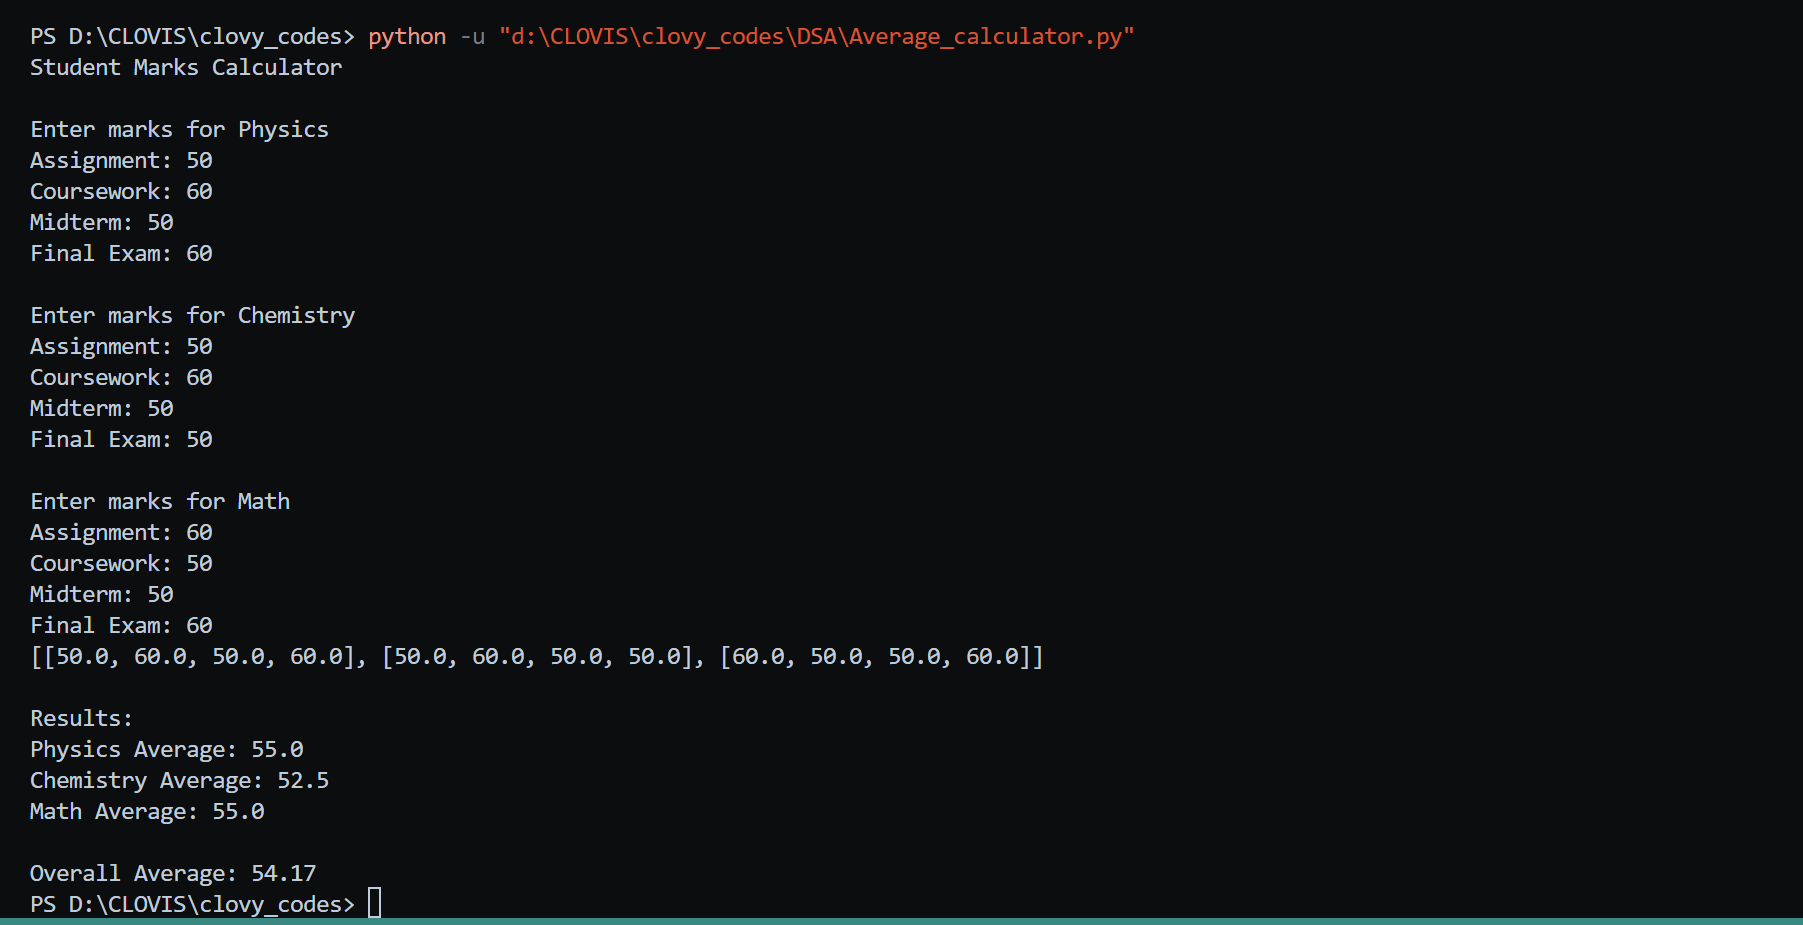 PS D:\CLOVIS\clovy_codes> python -u "d:\CLOVIS\clovy_codes\DSA\Average_calculator.py"
Student Marks Calculator

Enter marks for Physics
Assignment: 50
Coursework: 60
Midterm: 50
Final Exam: 60

Enter marks for Chemistry
Assignment: 50
Coursework: 60
Midterm: 50
Final Exam: 50

Enter marks for Math
Assignment: 60
Coursework: 50
Midterm: 50
Final Exam: 60
[[50.0, 60.0, 50.0, 60.0], [50.0, 60.0, 50.0, 50.0], [60.0, 50.0, 50.0, 60.0]]

Results:
Physics Average: 55.0
Chemistry Average: 52.5
Math Average: 55.0

Overall Average: 54.17
PS D:\CLOVIS\clovy_codes>